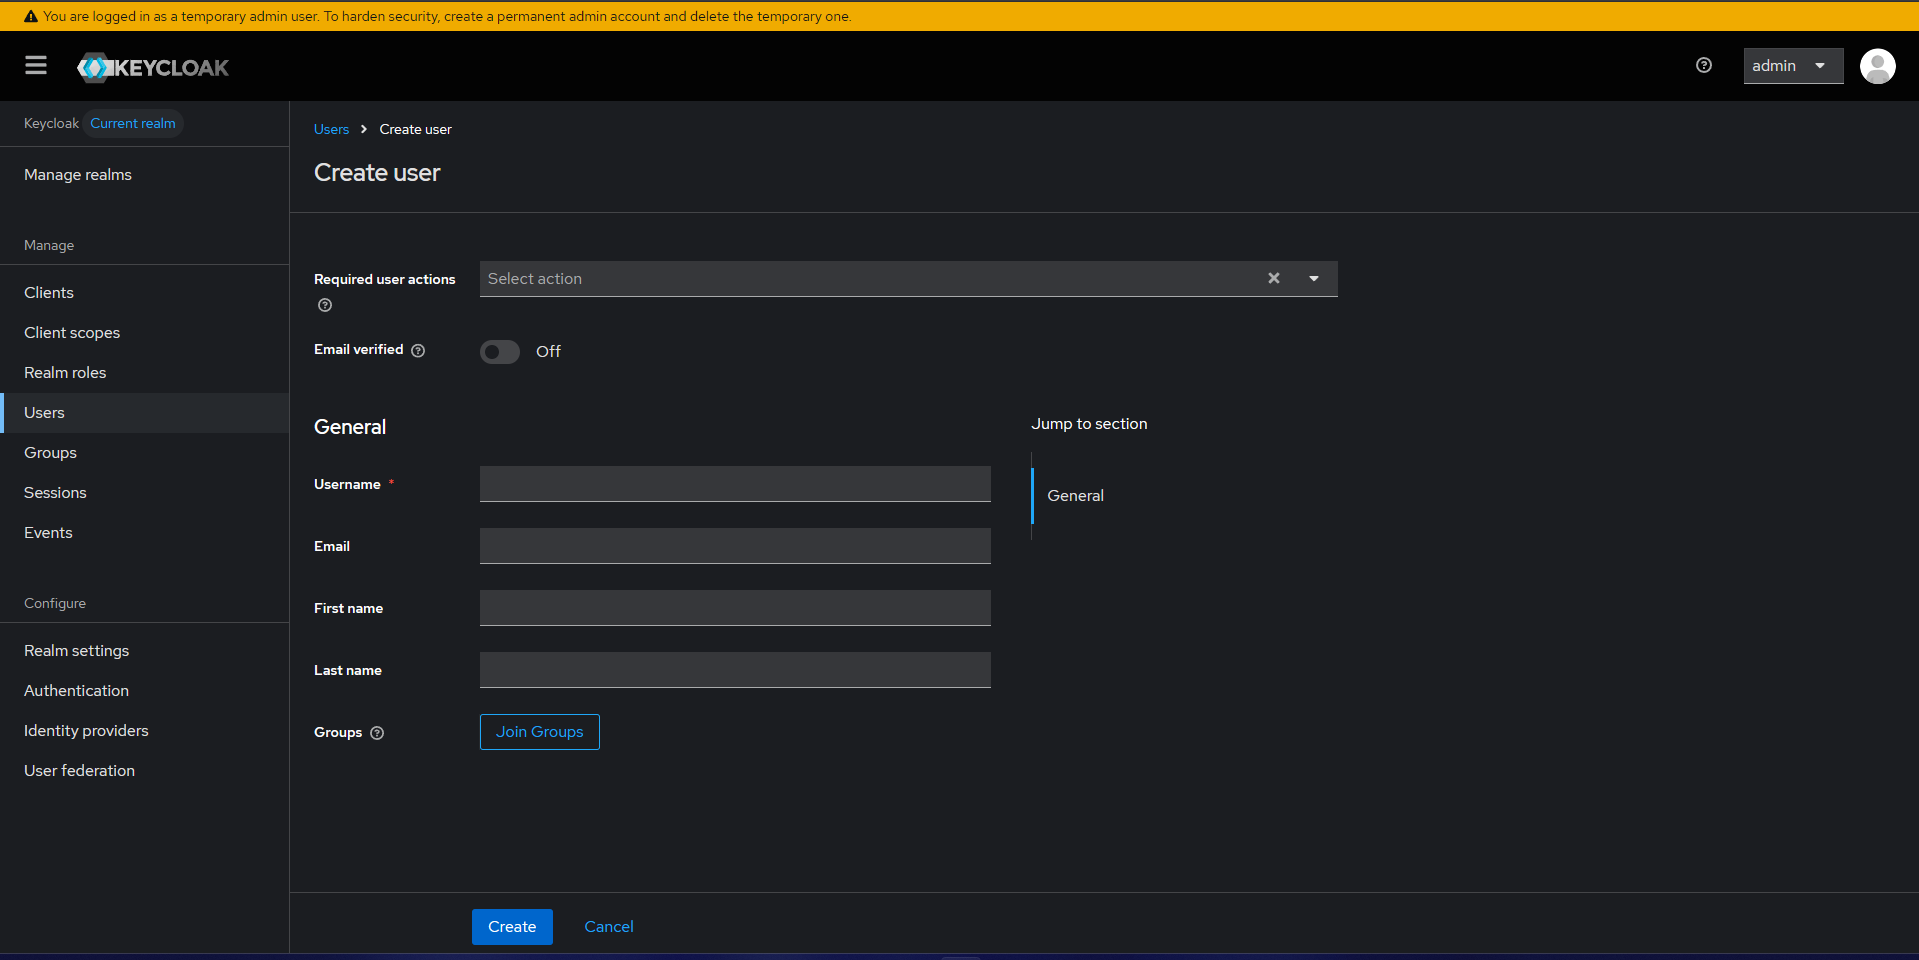 You are logged in as a temporary admin user. To harden security, create a permanent admin account and delete the temporary one.
KEYCLOAK
admin
Keycloak Current realm
Manage realms
Manage
Clients
Client scopes
Realm roles
Users
Groups
Sessions
Events
Configure
Realm settings
Authentication
Identity providers
User federation
Users > Create user
Create user
Required user actions
Select action
Email verified
Off
General
Username *
Email
First name
Last name
Groups
Join Groups
Jump to section
General
Create
Cancel